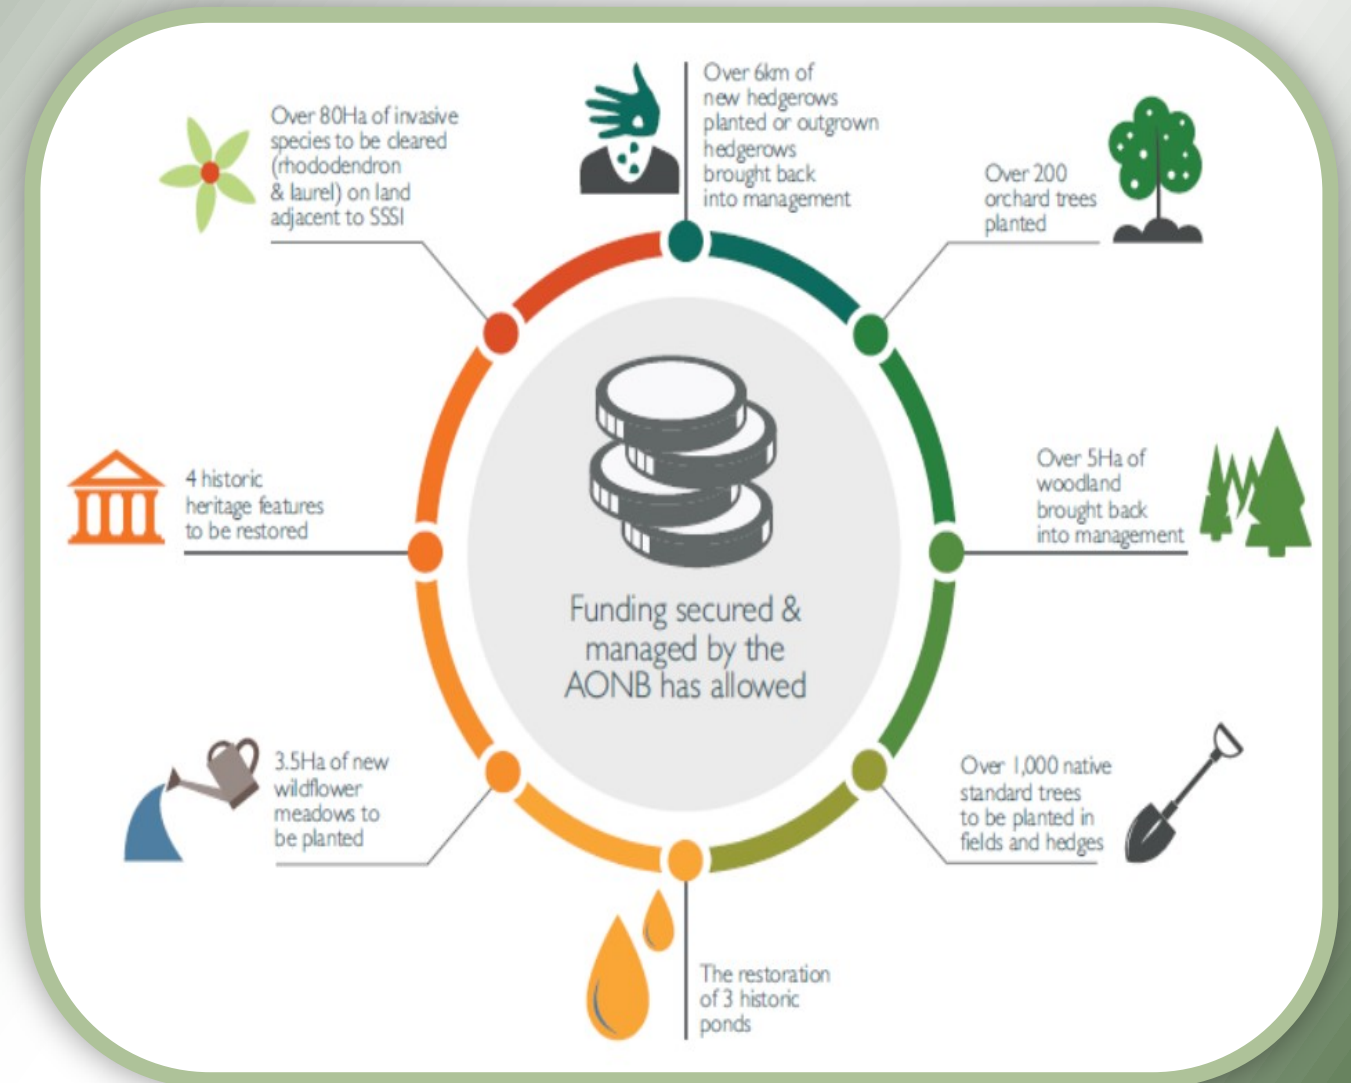 Over 6km of
new hedgerows
planted or outgrown
hedgerows
brought back
into management
Over 200
orchard trees
planted
Over 5Ha of
woodland
brought back
into management
Over 1,000 native
standard trees
to be planted in
fields and hedges
The restoration
of 3 historic
ponds
3.5Ha of new
wildflower
meadows to
be planted
4 historic
heritage features
to be restored
Over 80Ha of invasive
species to be cleared
(rhododendron
& laurel) on land
adjacent to SSSI
Funding secured &
managed by the
AONB has allowed